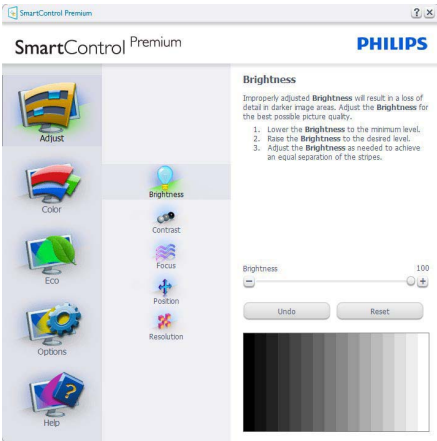 SmartControl Premium
? ×
SmartControl Premium
PHILIPS
Adjust
Color
Eco
Options
Help
Brightness
Contrast
Focus
Position
Resolution
Brightness
Improperly adjusted Brightness will result in a loss of
detail in darker image areas. Adjust the Brightness for
the best possible picture quality.
1. Lower the Brightness to the minimum level.
2. Raise the Brightness to the desired level.
3. Adjust the Brightness as needed to achieve
an equal separation of the stripes.
Brightness 100
Undo Reset